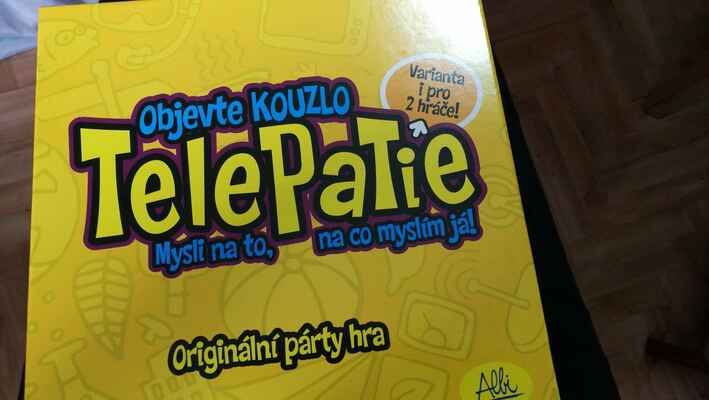 Objevte KOUZLO
Varianta
i pro
2 hráče!
TelePaTie
Mysli na to, na co myslím já!
Originální párty hra
Albi